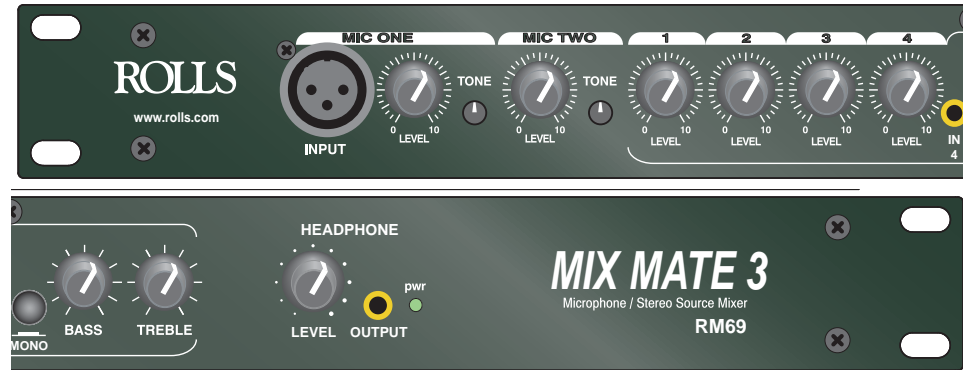 MIC ONE MIC TWO 1 2 3 4
ROLLS
www.rolls.com
TONE TONE
0 10 0 10 0 10 0 10 0 10 0 10
LEVEL LEVEL LEVEL LEVEL LEVEL LEVEL
INPUT
IN
4
HEADPHONE
MIX MATE 3
Microphone / Stereo Source Mixer
RM69
pwr
BASS TREBLE LEVEL OUTPUT
MONO